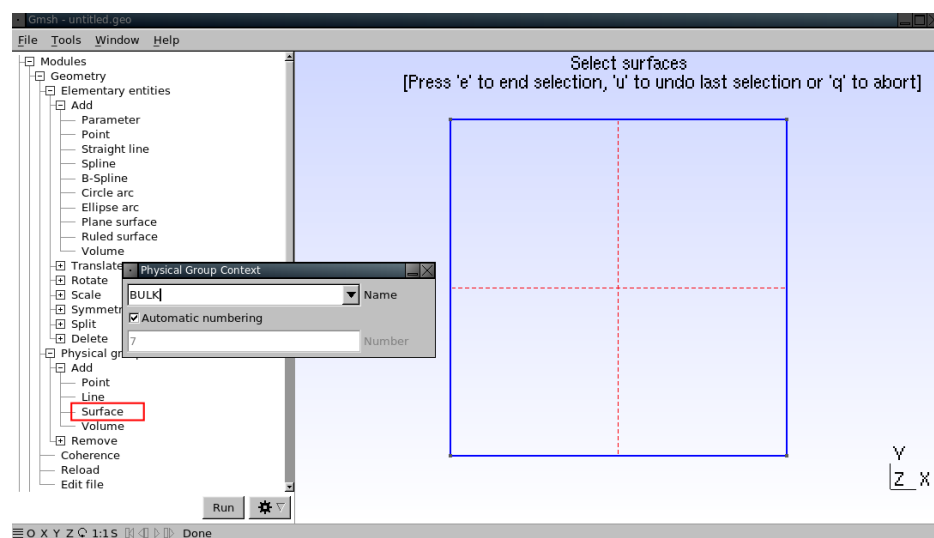 Gmsh - untitled.geo
File Tools Window Help
Modules
Geometry
Elementary entities
Add
Parameter
Point
Straight line
Spline
B-Spline
Circle arc
Ellipse arc
Plane surface
Ruled surface
Volume
Translate
Rotate
Scale
Symmetr
Split
Delete
Physical gr
Add
Point
Line
Surface
Volume
Remove
Coherence
Reload
Edit file
Run
Physical Group Context
BULK Name
Automatic numbering
7 Number
Select surfaces
[Press 'e' to end selection, 'u' to undo last selection or 'q' to abort]
Y
Z X
O X Y Z 1:1 S Done